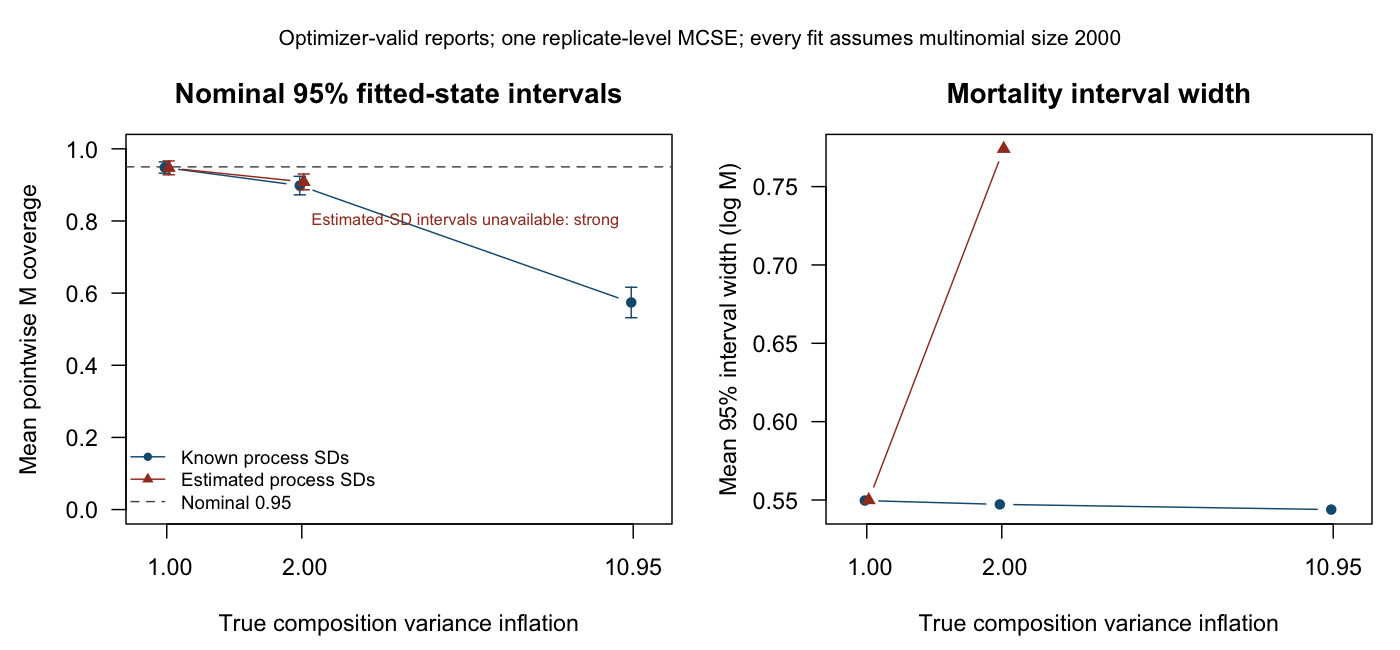 Optimizer-valid reports; one replicate-level MCSE; every fit assumes multinomial size 2000
Nominal 95% fitted-state intervals
Mean pointwise M coverage
1.0
0.8
0.6
0.4
0.2
0.0
Estimated-SD intervals unavailable: strong
Known process SDs
Estimated process SDs
Nominal 0.95
1.00
2.00
10.95
True composition variance inflation
Mortality interval width
Mean 95% interval width (log M)
0.75
0.70
0.65
0.60
0.55
1.00
2.00
10.95
True composition variance inflation